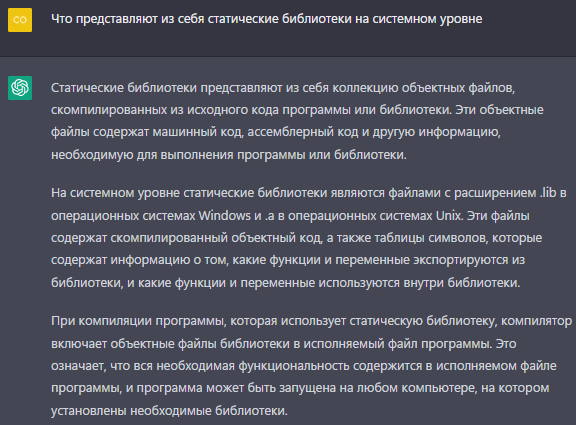 CO
Что представляют из себя статические библиотеки на системном уровне
Статические библиотеки представляют из себя коллекцию объектных файлов,
скомпилированных из исходного кода программы или библиотеки. Эти объектные
файлы содержат машинный код, ассемблерный код и другую информацию,
необходимую для выполнения программы или библиотеки.
На системном уровне статические библиотеки являются файлами с расширением .lib в
операционных системах Windows и .a в операционных системах Unix. Эти файлы
содержат скомпилированный объектный код, а также таблицы символов, которые
содержат информацию о том, какие функции и переменные экспортируются из
библиотеки, и какие функции и переменные используются внутри библиотеки.
При компиляции программы, которая использует статическую библиотеку, компилятор
включает объектные файлы библиотеки в исполняемый файл программы. Это
означает, что вся необходимая функциональность содержится в исполняемом файле
программы, и программа может быть запущена на любом компьютере, на котором
установлены необходимые библиотеки.